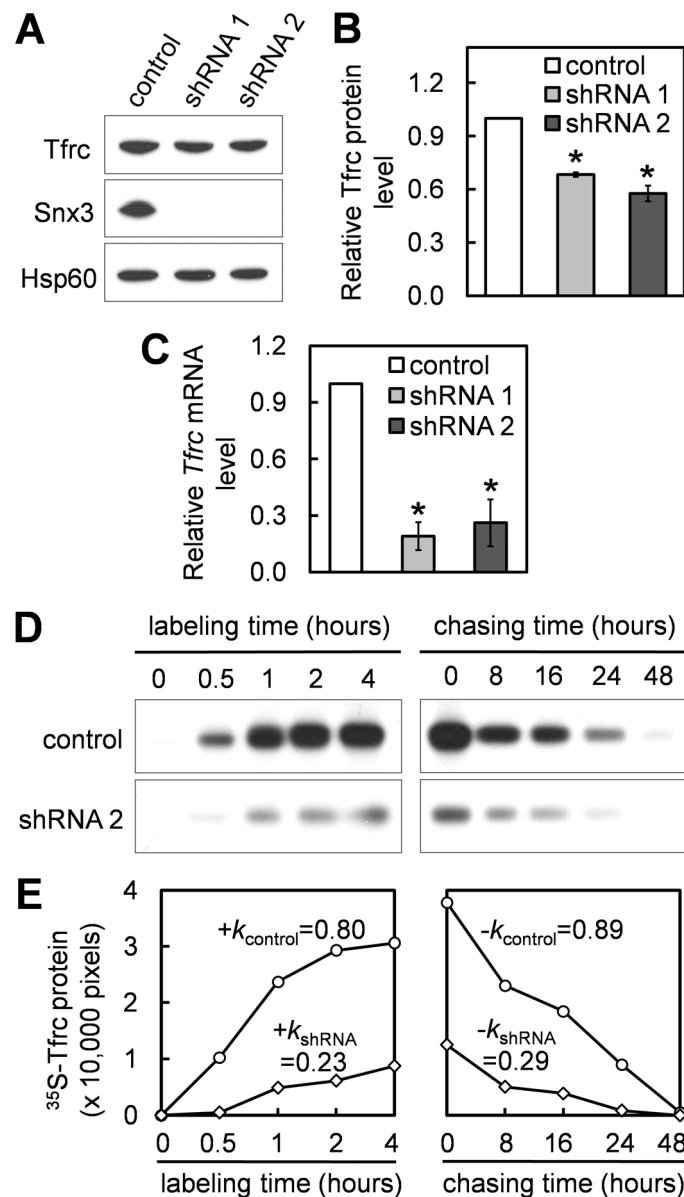 A
control
shRNA 1
shRNA 2
Tfrc
Snx3
Hsp60
B
Relative Tfrc protein
level
1.2
0.9
0.6
0.3
0.0
control
shRNA 1
shRNA 2
*
*
C
Relative Tfrc mRNA
level
1.2
0.9
0.6
0.3
0.0
control
shRNA 1
shRNA 2
*
*
D
labeling time (hours)
chasing time (hours)
0 0.5 1 2 4
0 8 16 24 48
control
shRNA 2
E
35S-Tfrc protein
(x 10,000 pixels)
4
3
2
1
0
+kcontrol=0.80
+kshRNA
=0.23
-kcontrol=0.89
-kshRNA
=0.29
0 0.5 1 2 4
0 8 16 24 48
labeling time (hours)
chasing time (hours)